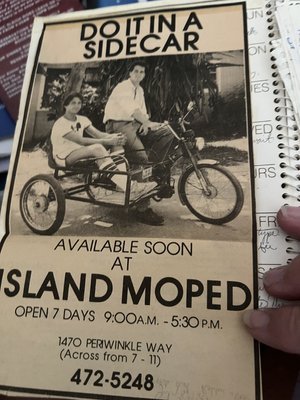 DO IT IN A
SIDECAR
AVAILABLE SOON
AT
ISLAND MOPED
OPEN 7 DAYS 9:00A.M. - 5:30P.M.
1470 PERIWINKLE WAY
(Across from 7 - 11)
472-5248